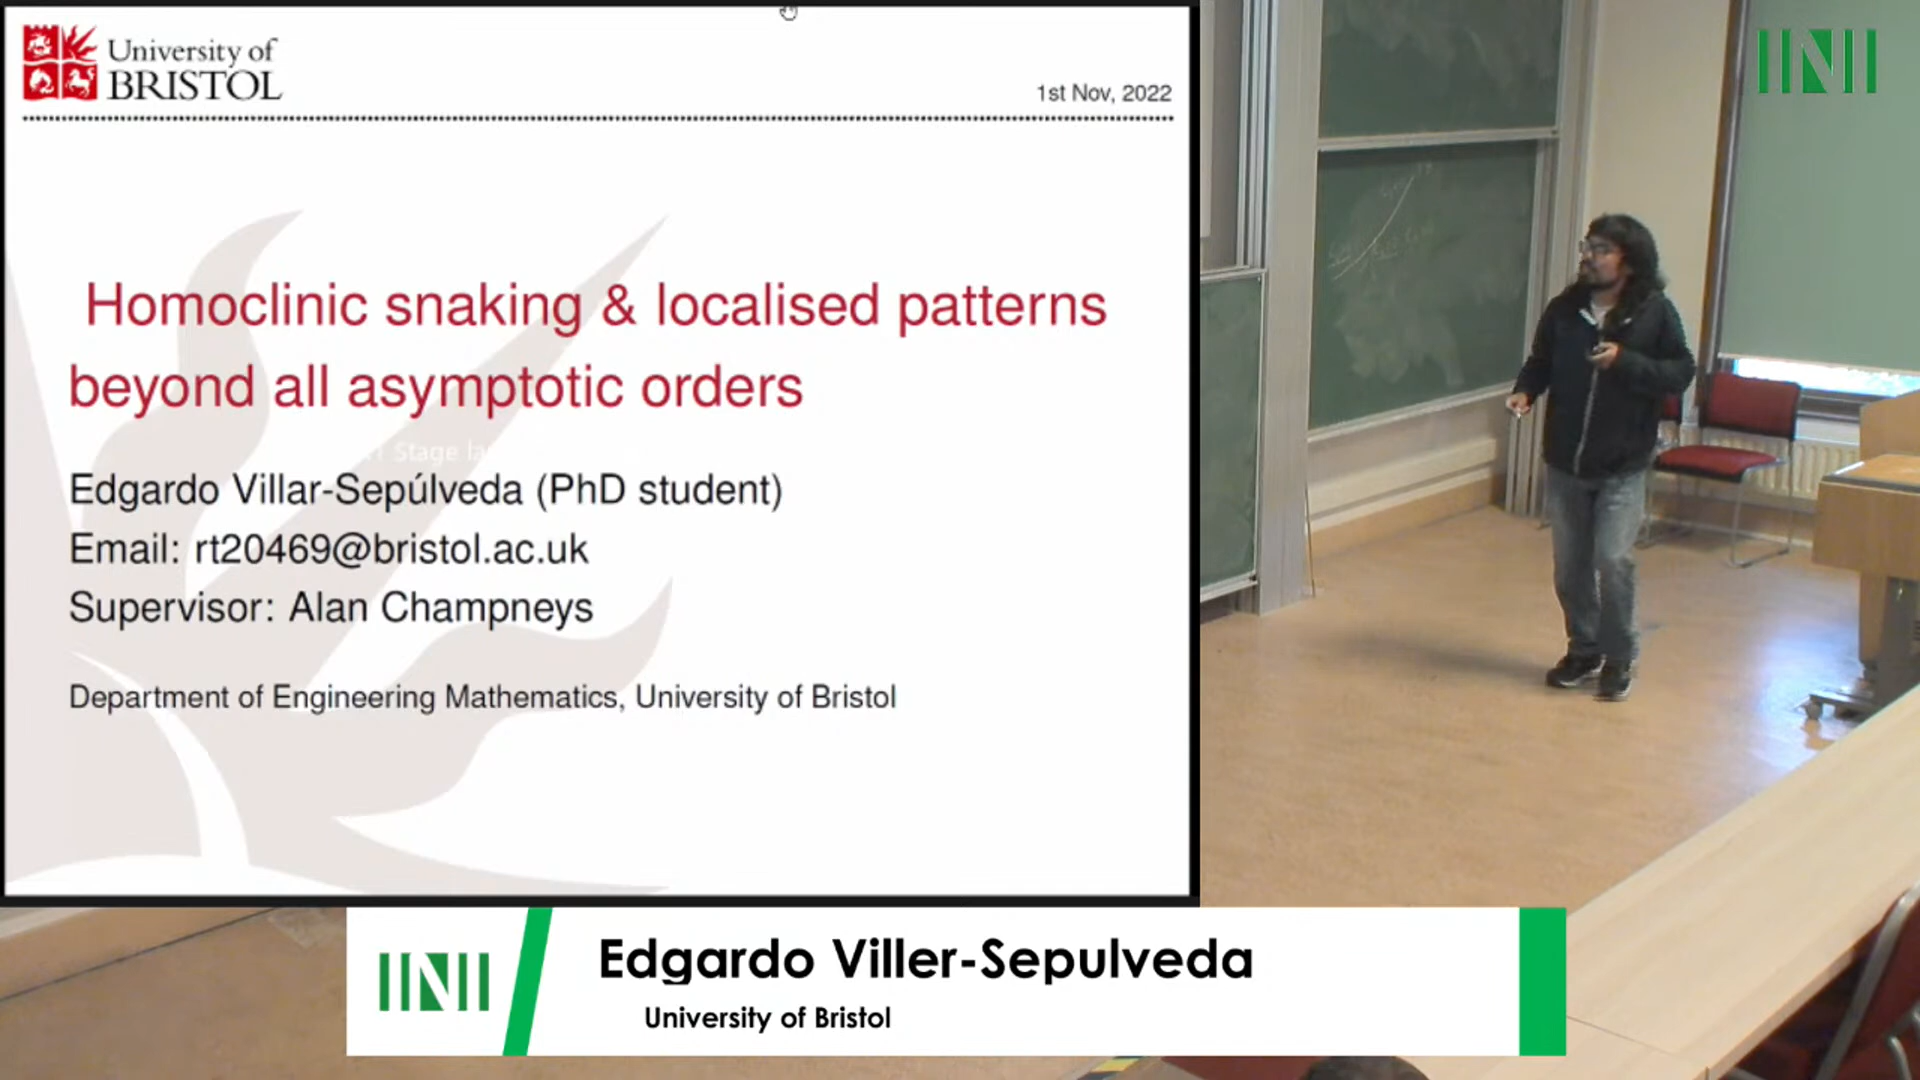 University of
BRISTOL
1st Nov, 2022
Homoclinic snaking & localised patterns
beyond all asymptotic orders
Stage la
Edgardo Villar-Sepúlveda (PhD student)
Email: rt20469@bristol.ac.uk
Supervisor: Alan Champneys
Department of Engineering Mathematics, University of Bristol
INI
INI
Edgardo Viller-Sepulveda
University of Bristol